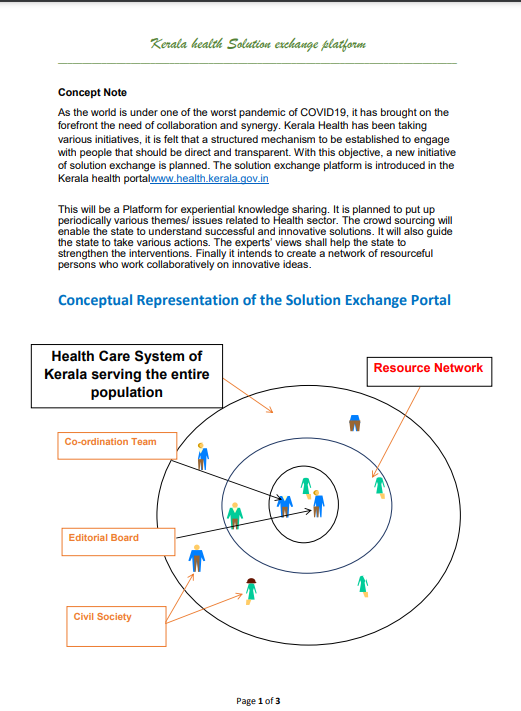 Kerala health Solution exchange platform
Concept Note
As the world is under one of the worst pandemic of COVID19, it has brought on the
forefront the need of collaboration and synergy. Kerala Health has been taking
various initiatives, it is felt that a structured mechanism to be established to engage
with people that should be direct and transparent. With this objective, a new initiative
of solution exchange is planned. The solution exchange platform is introduced in the
Kerala health portalwww.health.kerala.gov.in
This will be a Platform for experiential knowledge sharing. It is planned to put up
periodically various themes/ issues related to Health sector. The crowd sourcing will
enable the state to understand successful and innovative solutions. It will also guide
the state to take various actions. The experts’ views shall help the state to
strengthen the interventions. Finally it intends to create a network of resourceful
persons who work collaboratively on innovative ideas.
Conceptual Representation of the Solution Exchange Portal
Health Care System of
Kerala serving the entire
population
Resource Network
Co-ordination Team
Editorial Board
Civil Society
Page 1 of 3